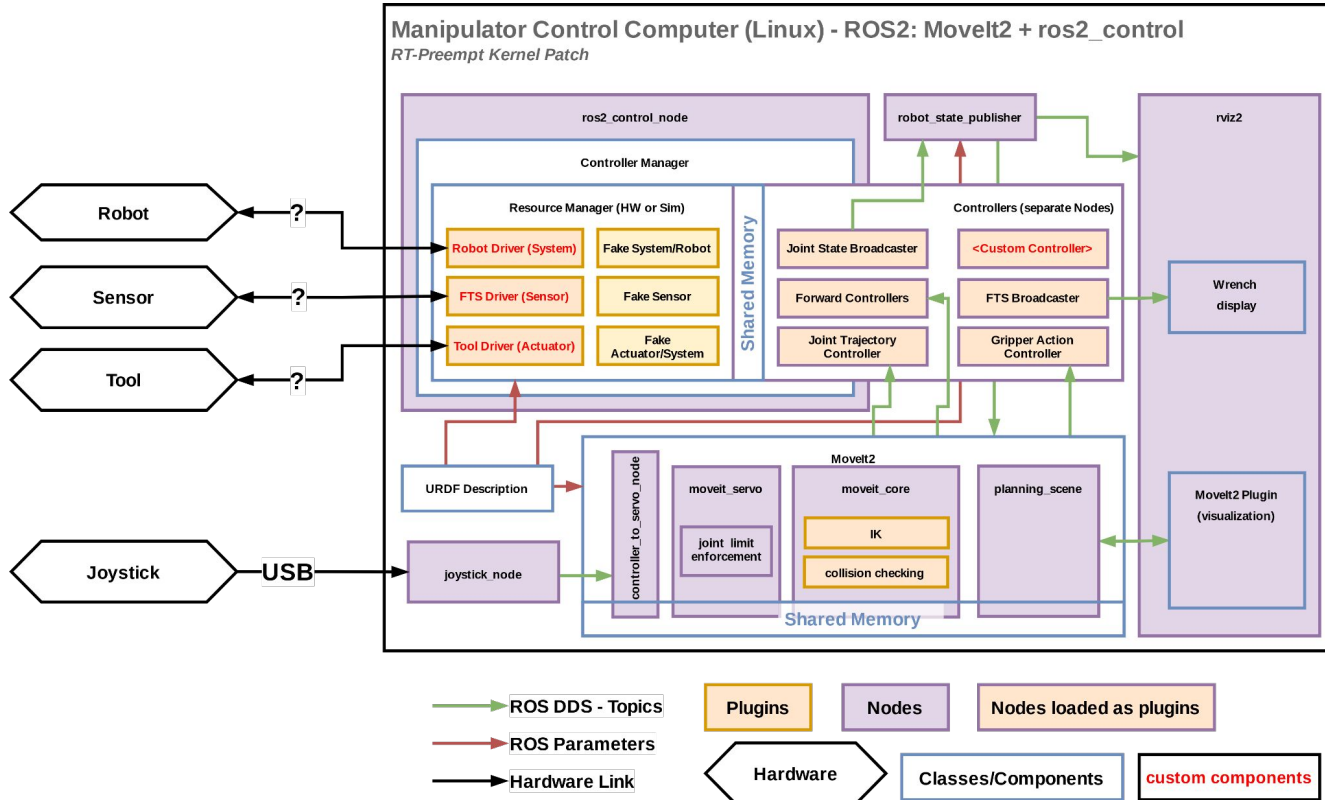 Manipulator Control Computer (Linux) - ROS2: MoveIt2 + ros2_control
RT-Preempt Kernel Patch
ros2_control_node
robot_state_publisher
rviz2
Controller Manager
Robot
?
Resource Manager (HW or Sim)
Shared Memory
Controllers (separate Nodes)
Robot Driver (System)
Fake System/Robot
Joint State Broadcaster
<Custom Controller>
Sensor
?
FTS Driver (Sensor)
Fake Sensor
Forward Controllers
FTS Broadcaster
Wrench
display
Tool
?
Tool Driver (Actuator)
Fake
Actuator/System
Joint Trajectory
Controller
Gripper Action
Controller
MoveIt2
URDF Description
controller_to_servo_node
moveit_servo
joint limit
enforcement
moveit_core
IK
collision checking
planning_scene
MoveIt2 Plugin
(visualization)
Joystick
USB
joystick_node
Shared Memory
ROS DDS - Topics
ROS Parameters
Hardware Link
Plugins
Nodes
Nodes loaded as plugins
Hardware
Classes/Components
custom components